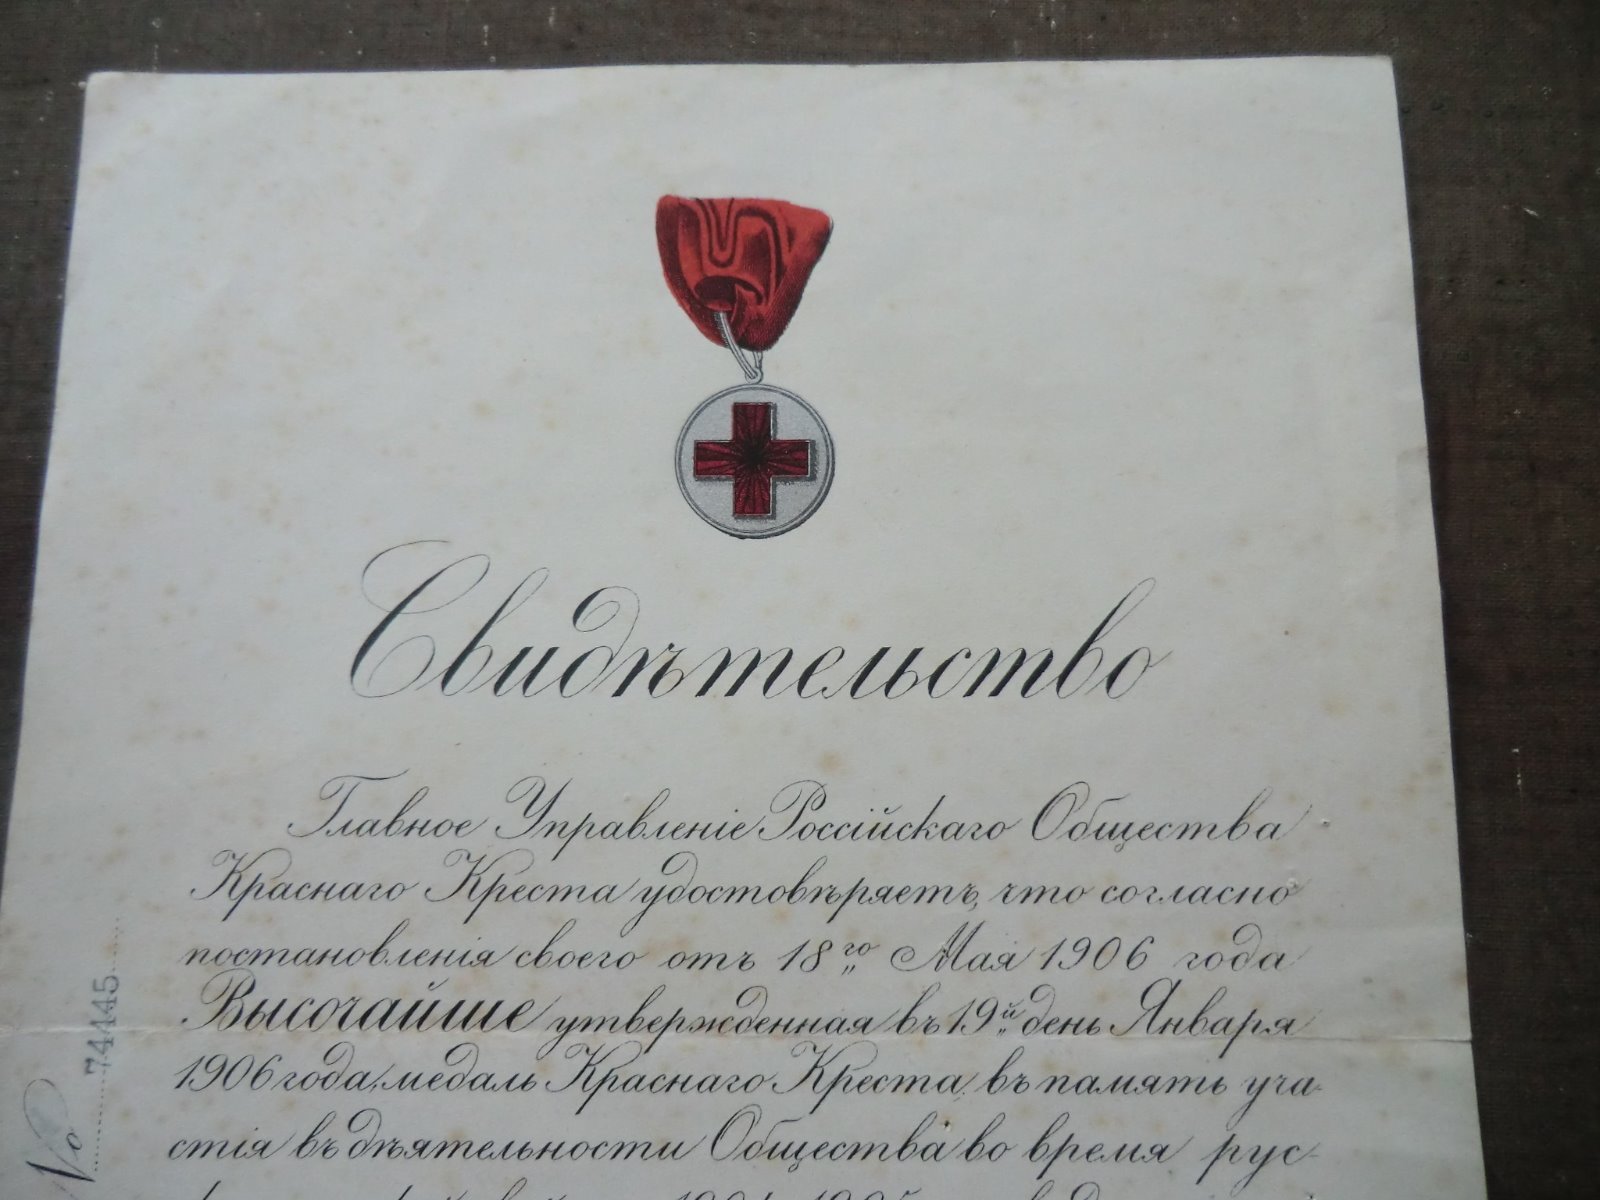 Свидѣтельство
Главное Управленіе Россійскаго Общества
Краснаго Креста удостовѣряетъ, что согласно
постановленія своего отъ 18го Мая 1906 года
Высочайше утвержденная въ 19й день Января
1906 года, медаль Краснаго Креста, въ память уча-
стія въ дѣятельности Общества во время рус-
No 74445